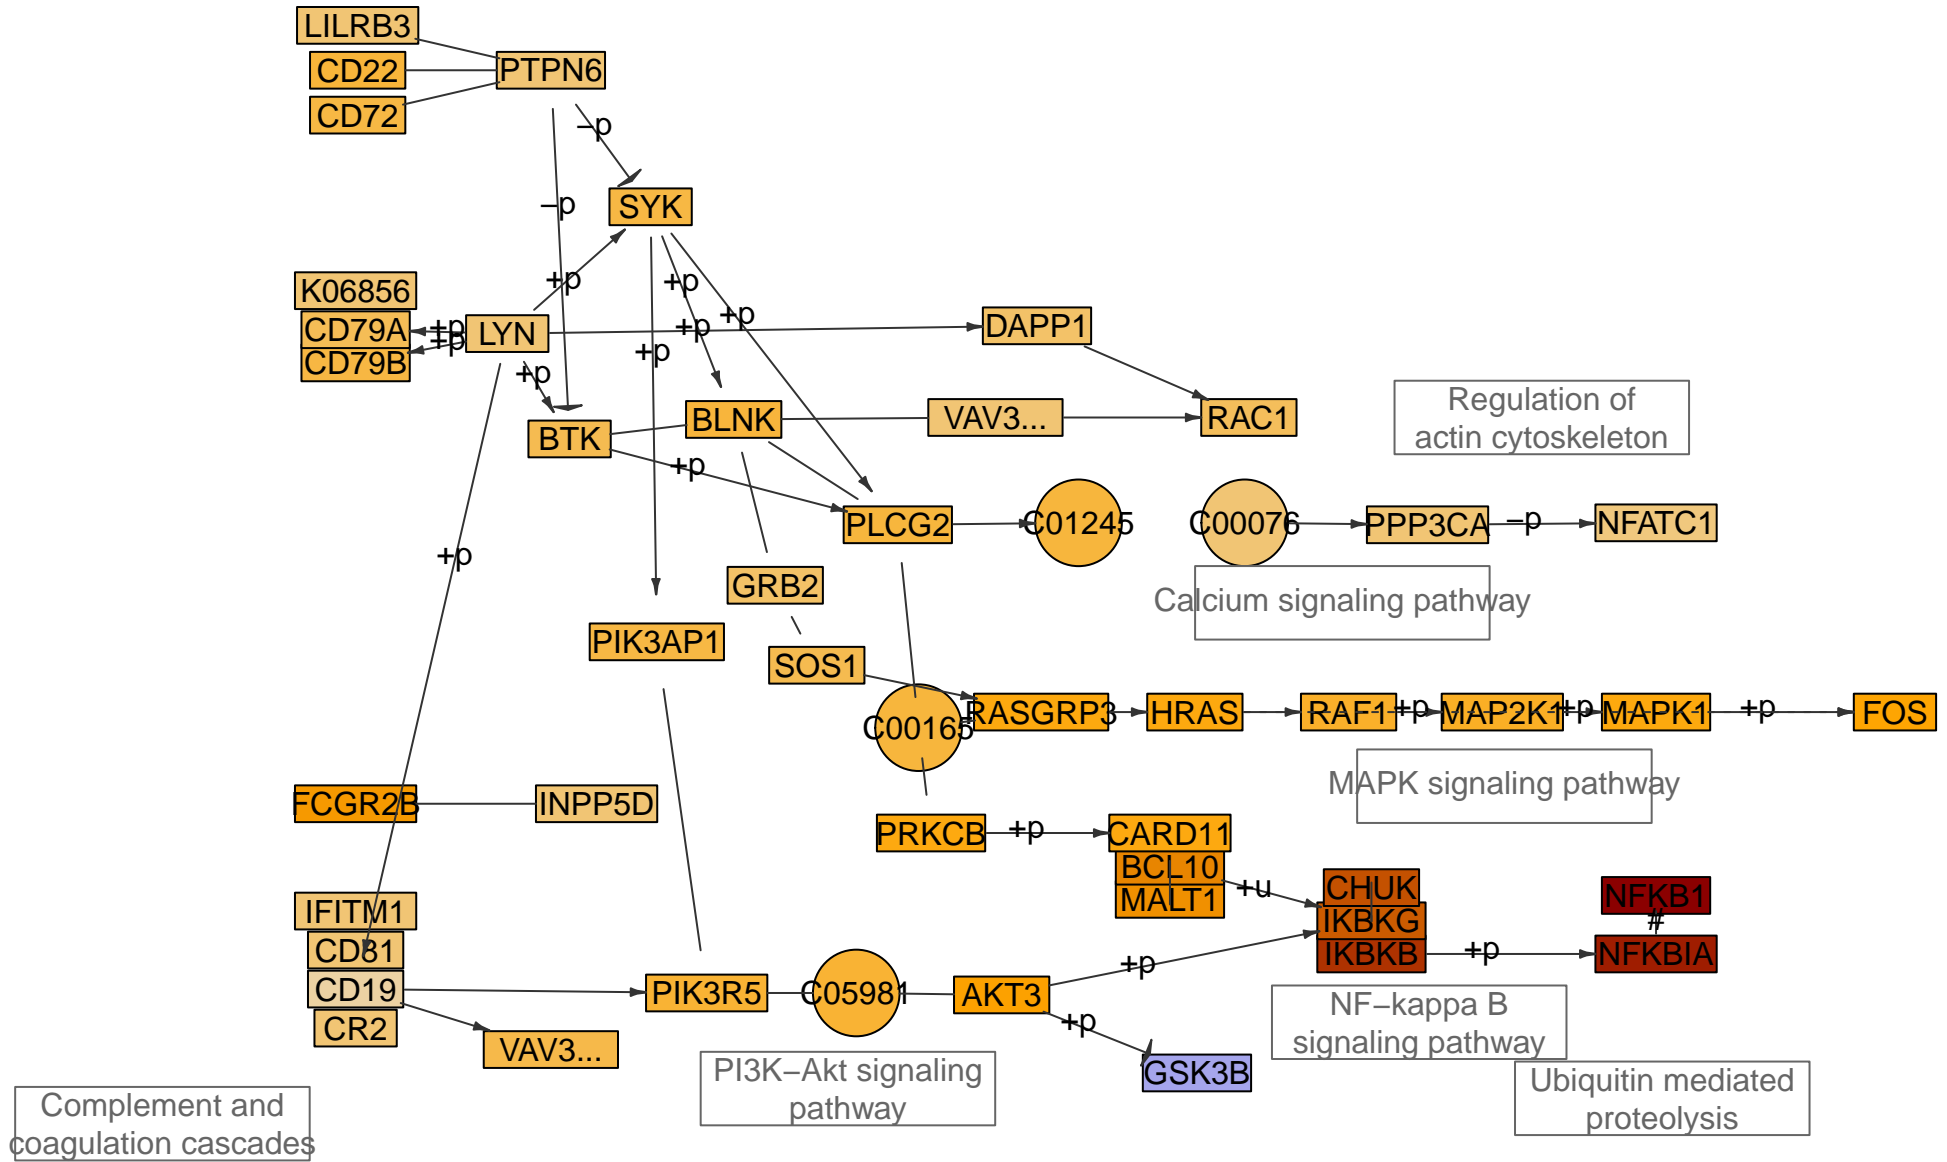 LILRB3
CD22
PTPN6
CD72
–p
SYK
–p
+p
+p
K06856
CD79A
+p
LYN
+p
+p
DAPP1
CD79B
+p
+p
+p
BTK
BLNK
VAV3...
RAC1
Regulation of
actin cytoskeleton
+p
+p
PLCG2
C01245
C00076
PPP3CA
–p
NFATC1
GRB2
Calcium signaling pathway
PIK3AP1
SOS1
C00165
RASGRP3
HRAS
RAF1
+p
MAP2K1
+p
MAPK1
+p
FOS
MAPK signaling pathway
FCGR2B
INPP5D
PRKCB
+p
CARD11
BCL10
MALT1
+u
CHUK
IKBKG
IKBKB
NFKB1
#
+p
NFKBIA
IFITM1
CD81
CD19
CR2
VAV3...
PIK3R5
C05981
AKT3
+p
+p
GSK3B
NF–kappa B
signaling pathway
PI3K–Akt signaling
pathway
Ubiquitin mediated
proteolysis
Complement and
coagulation cascades